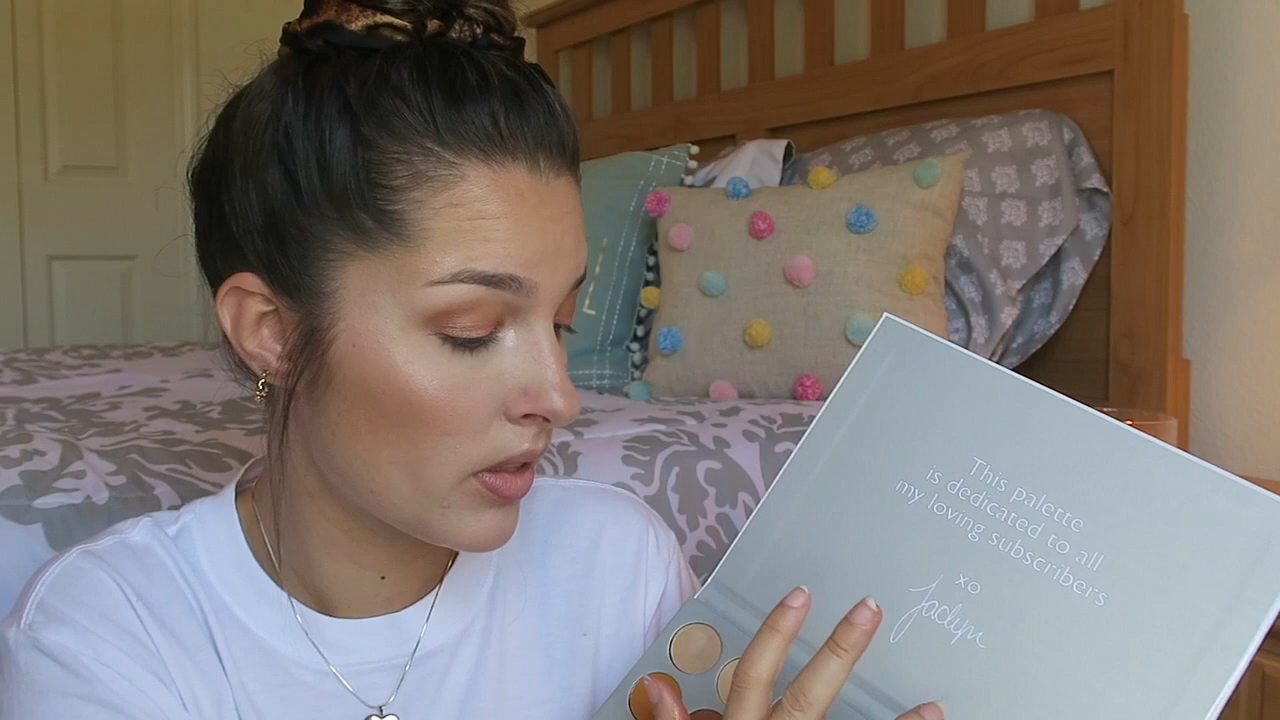 This palette
is dedicated to all
my loving subscribers
xo
Jaclyn